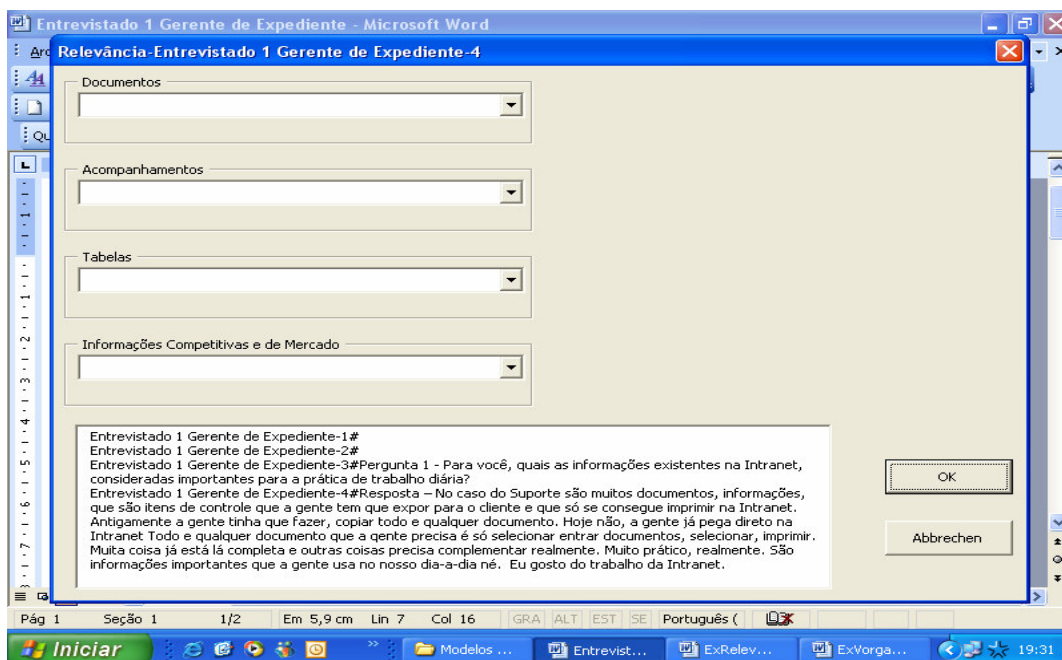 Entrevistado 1 Gerente de Expediente - Microsoft Word
Relevância-Entrevistado 1 Gerente de Expediente-4
Documentos
Acompanhamentos
Tabelas
Informações Competitivas e de Mercado
Entrevistado 1 Gerente de Expediente-1#
Entrevistado 1 Gerente de Expediente-2#
Entrevistado 1 Gerente de Expediente-3#Pergunta 1 - Para você, quais as informações existentes na Intranet,
consideradas importantes para a prática de trabalho diária?
Entrevistado 1 Gerente de Expediente-4#Resposta – No caso do Suporte são muitos documentos, informações,
que são itens de controle que a gente tem que expor para o cliente e que só se consegue imprimir na Intranet.
Antigamente a gente tinha que fazer, copiar todo e qualquer documento. Hoje não, a gente já pega direto na
Intranet Todo e qualquer documento que a gente precisa é só selecionar entrar documentos, selecionar, imprimir.
Muita coisa já está lá completa e outras coisas precisa complementar realmente. Muito prático, realmente. São
informações importantes que a gente usa no nosso dia-a-dia né. Eu gosto do trabalho da Intranet.
OK
Abbrechen
Pág 1 Seção 1 1/2 Em 5,9 cm Lin 7 Col 16 GRA ALT EST SE Português (
Iniciar Modelos ... Entrevist... ExRelev... ExVorga... 19:31